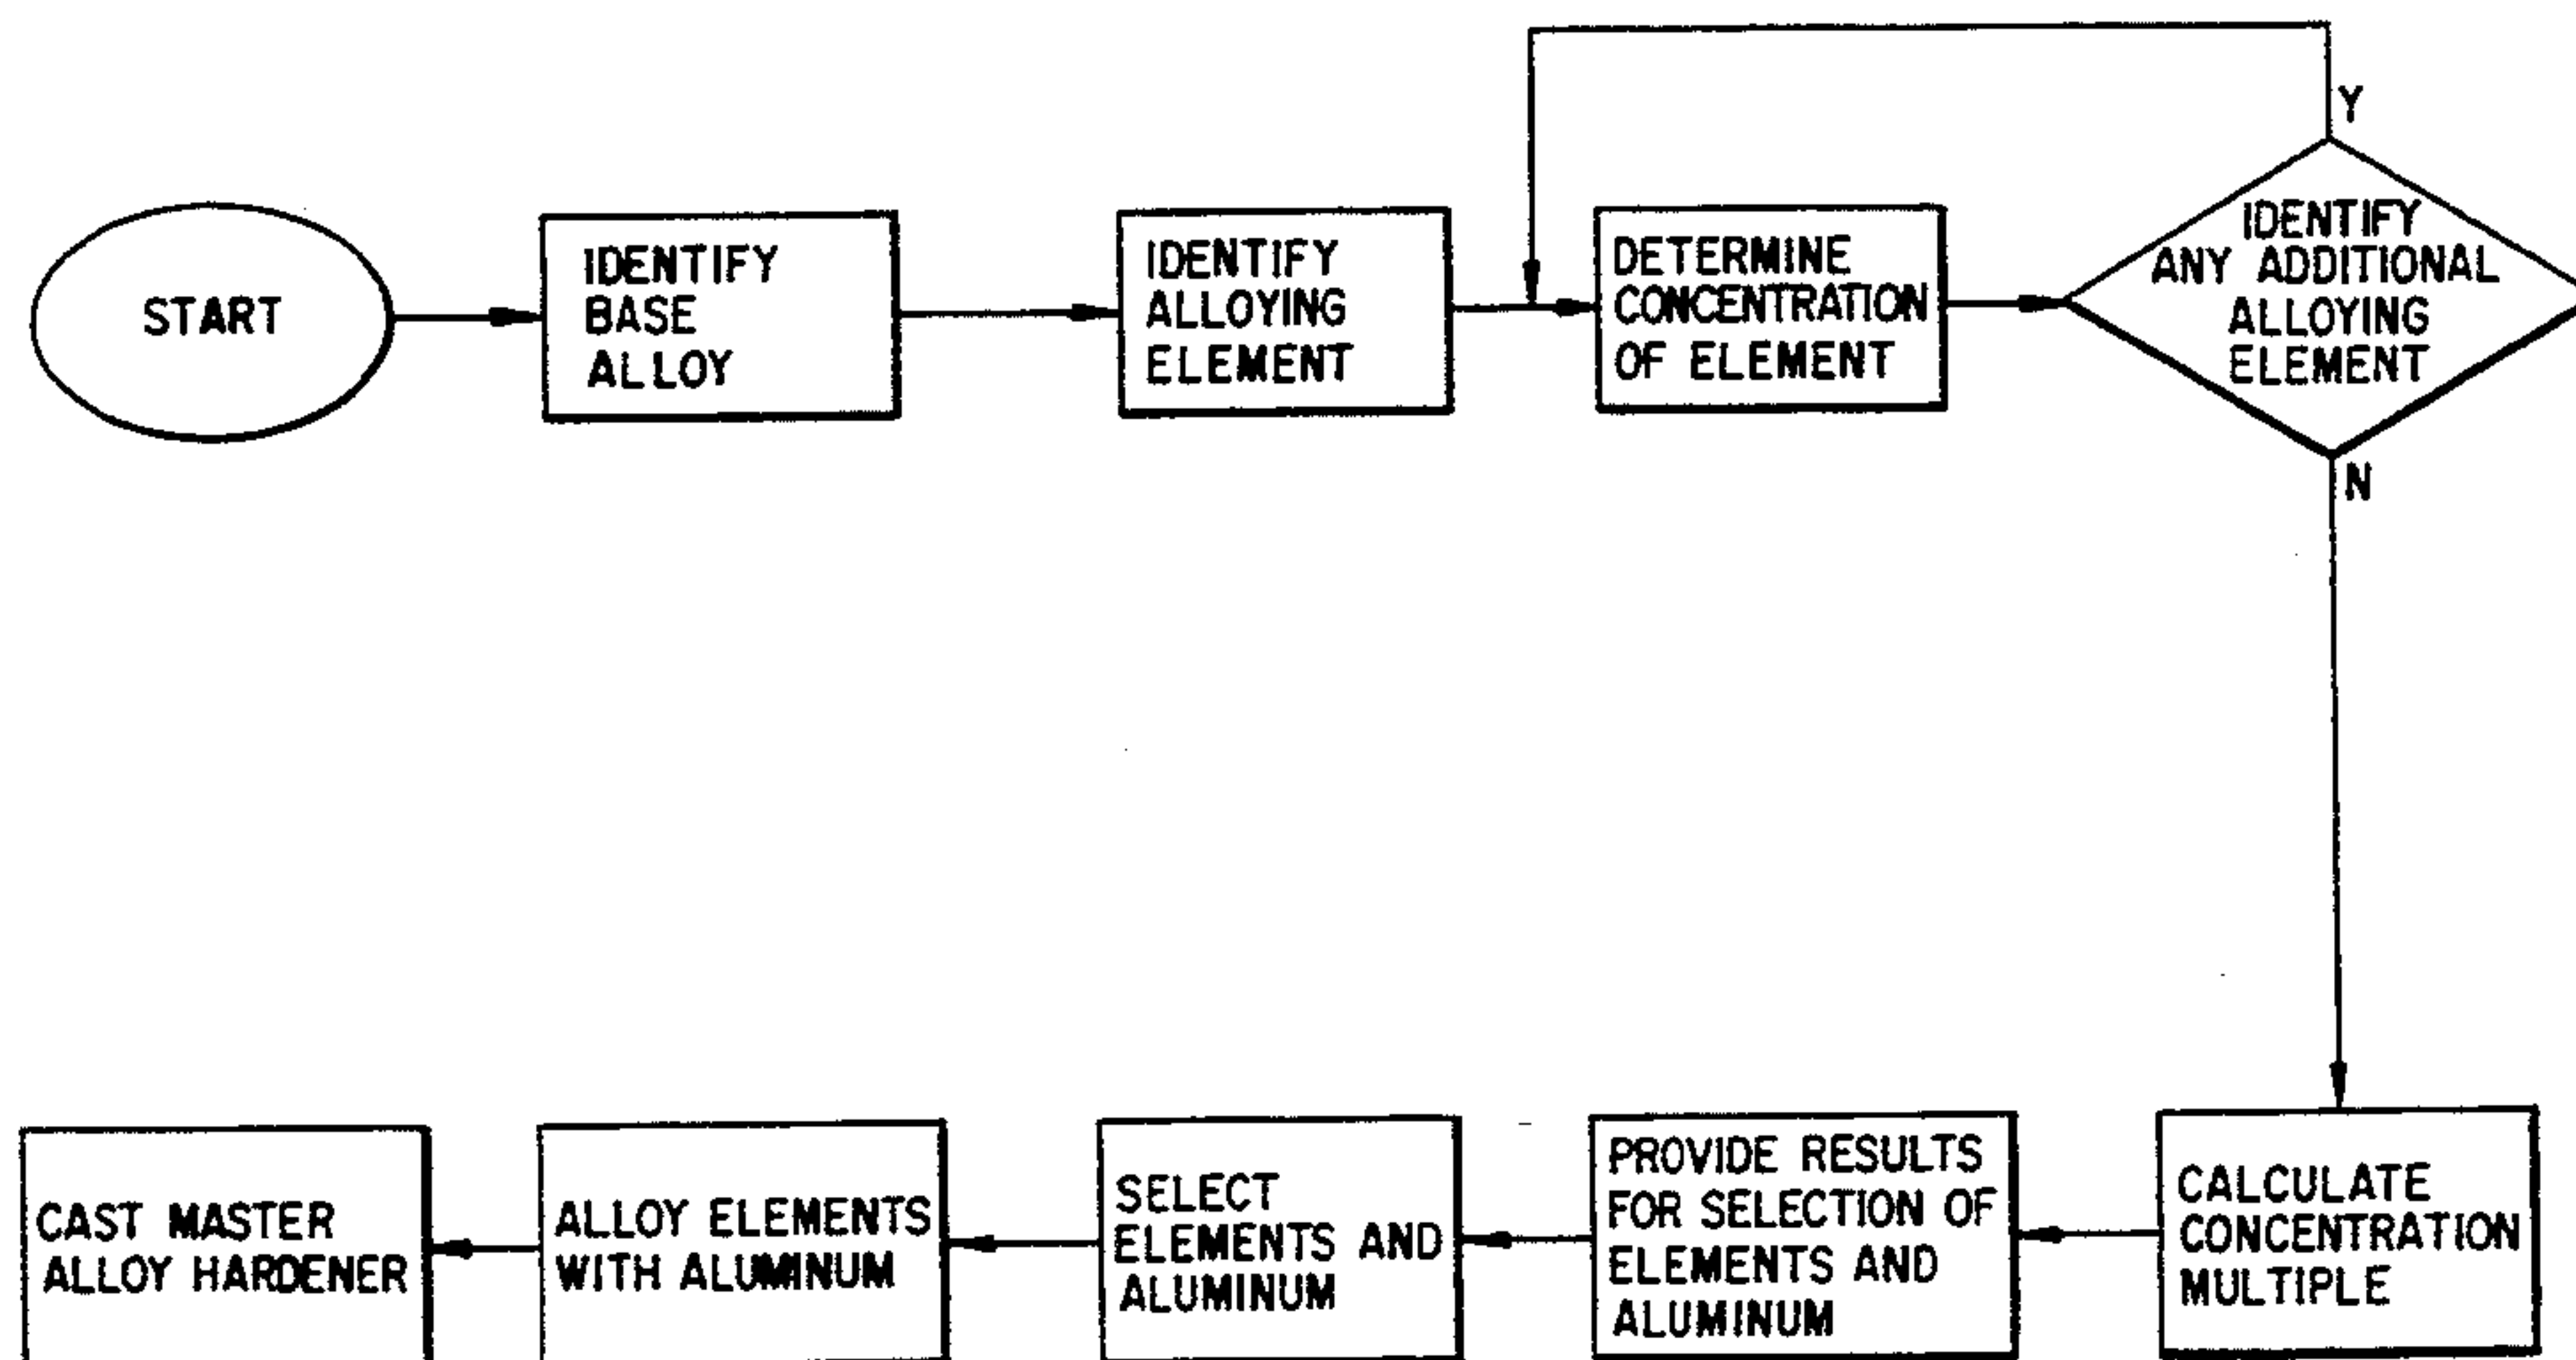 START
IDENTIFY
BASE
ALLOY
IDENTIFY
ALLOYING
ELEMENT
DETERMINE
CONCENTRATION
OF ELEMENT
IDENTIFY
ANY ADDITIONAL
ALLOYING
ELEMENT
Y
N
CALCULATE
CONCENTRATION
MULTIPLE
PROVIDE RESULTS
FOR SELECTION OF
ELEMENTS AND
ALUMINUM
SELECT
ELEMENTS AND
ALUMINUM
ALLOY ELEMENTS
WITH ALUMINUM
CAST MASTER
ALLOY HARDENER